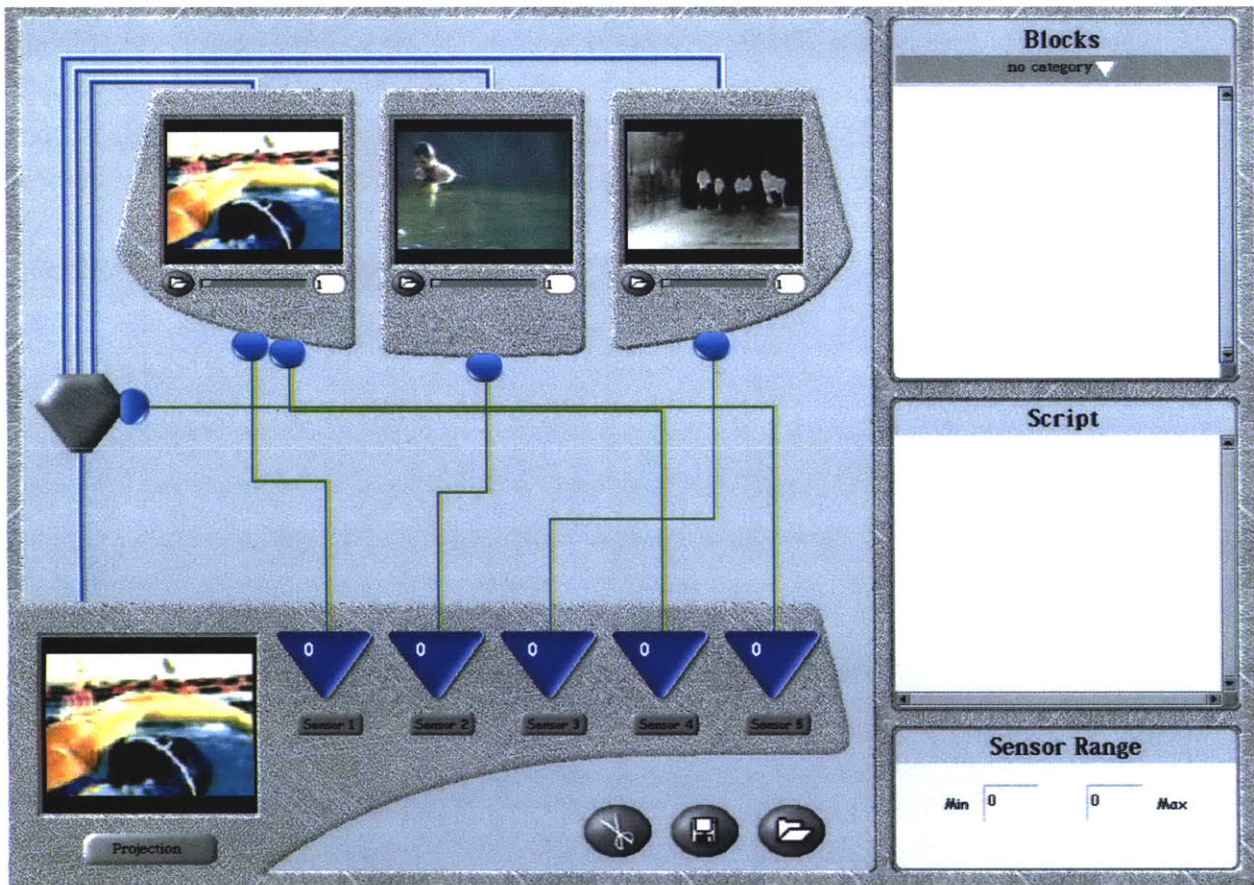 Blocks
no category
1
1
1
Script
0
0
0
0
0
Sensor 1
Sensor 2
Sensor 3
Sensor 4
Sensor 5
Sensor Range
Min 0 0 Max
Projection